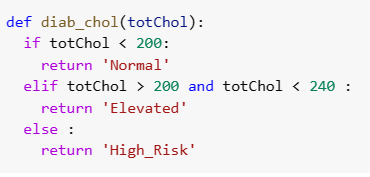 def diab_chol(totChol):
  if totChol < 200:
    return 'Normal'
  elif totChol > 200 and totChol < 240 :
    return 'Elevated'
  else :
    return 'High_Risk'